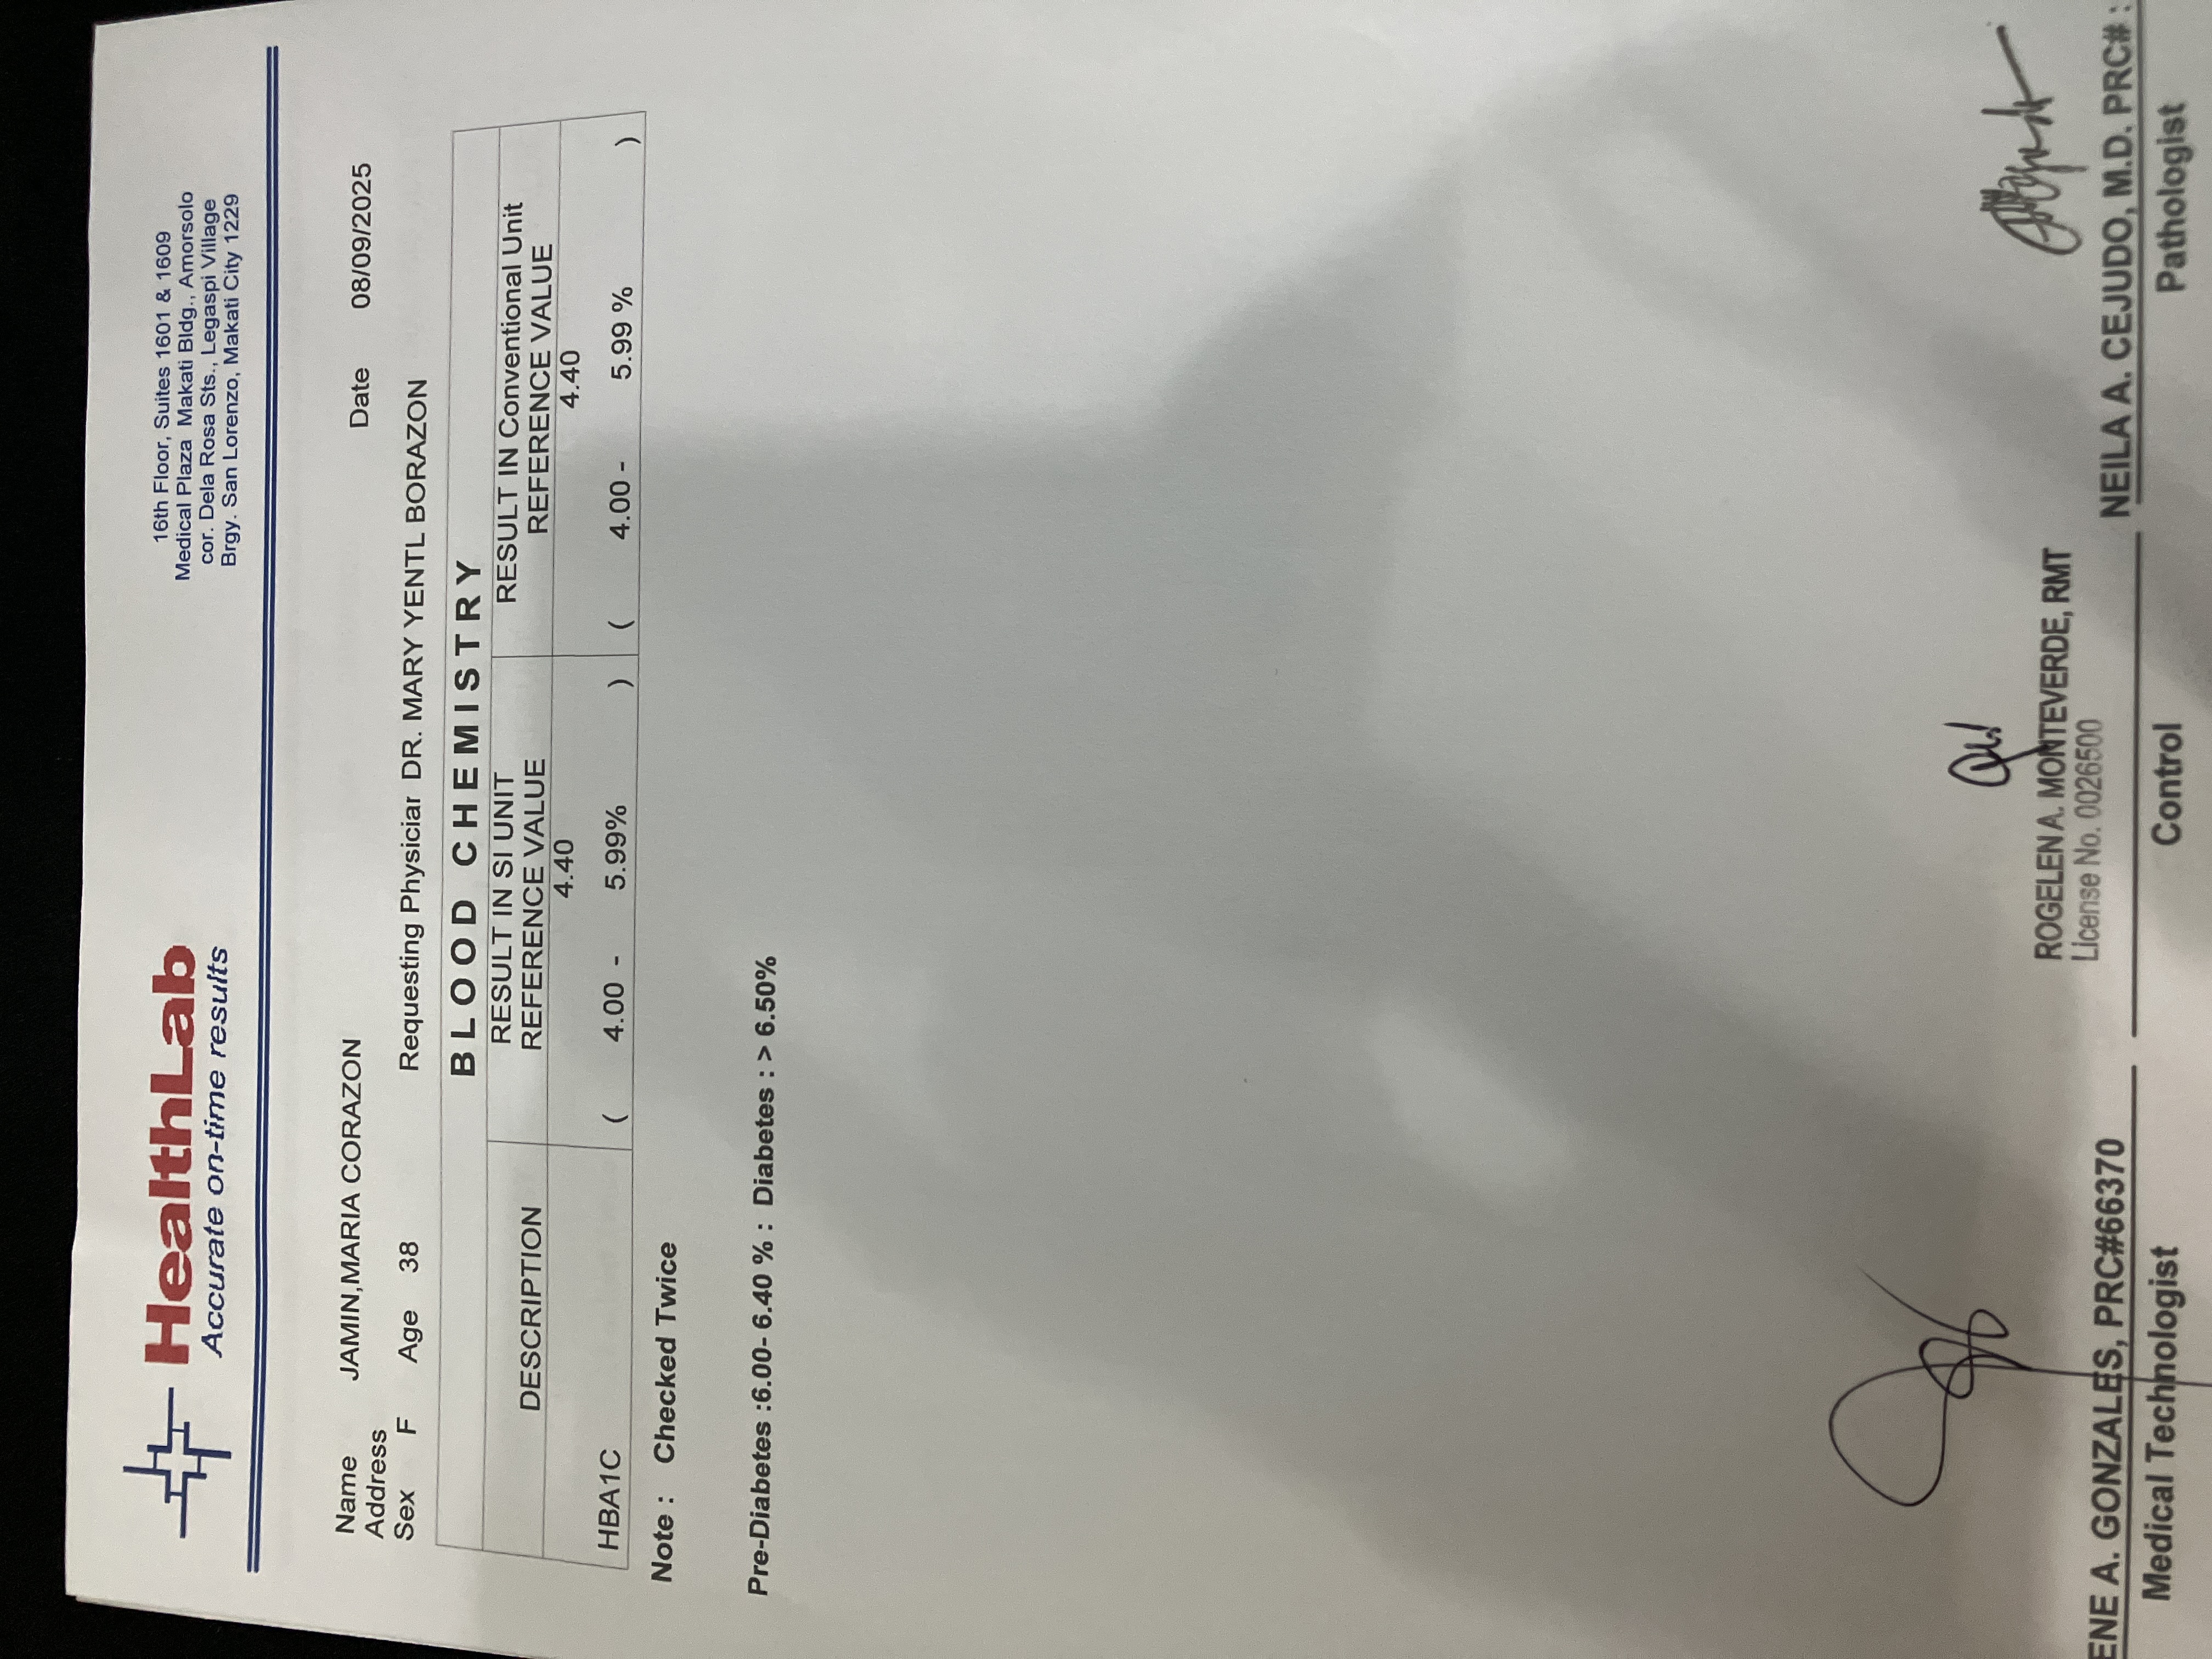 HealthLab
Accurate on-time results
16th Floor, Suites 1601 & 1609
Medical Plaza Makati Bldg., Amorsolo
cor. Dela Rosa Sts., Legaspi Village
Brgy. San Lorenzo, Makati City 1229
Name JAMIN,MARIA CORAZON Date 08/09/2025
Address
Sex F Age 38 Requesting Physiciar DR. MARY YENTL BORAZON
BLOOD CHEMISTRY
DESCRIPTION
RESULT IN SI UNIT
REFERENCE VALUE
RESULT IN Conventional Unit
REFERENCE VALUE
4.40 4.40
HBA1C ( 4.00 - 5.99% ) ( 4.00 - 5.99 % )
Note : Checked Twice
Pre-Diabetes :6.00- 6.40 % : Diabetes : > 6.50%
ROGELEN A. MONTEVERDE, RMT
License No. 0026500
ENE A. GONZALES, PRC#66370
NEILA A. CEJUDO, M.D. PRC# :
Medical Technologist
Control
Pathologist